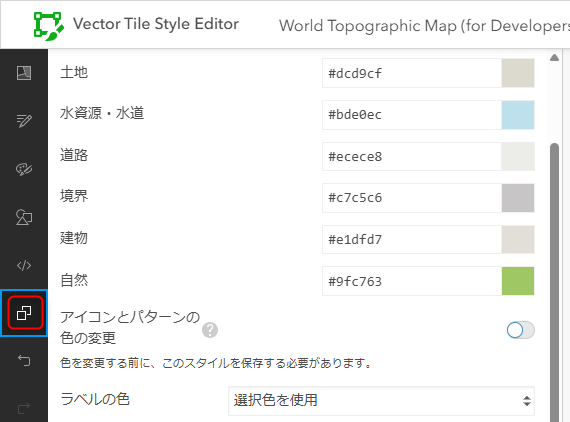 Vector Tile Style Editor
World Topographic Map (for Developers
土地
#dcd9cf
水資源・水道
#bde0ec
道路
#ecece8
境界
#c7c5c6
建物
#e1dfd7
自然
#9fc763
アイコンとパターンの
色の変更
?
色を変更する前に、このスタイルを保存する必要があります。
ラベルの色
選択色を使用